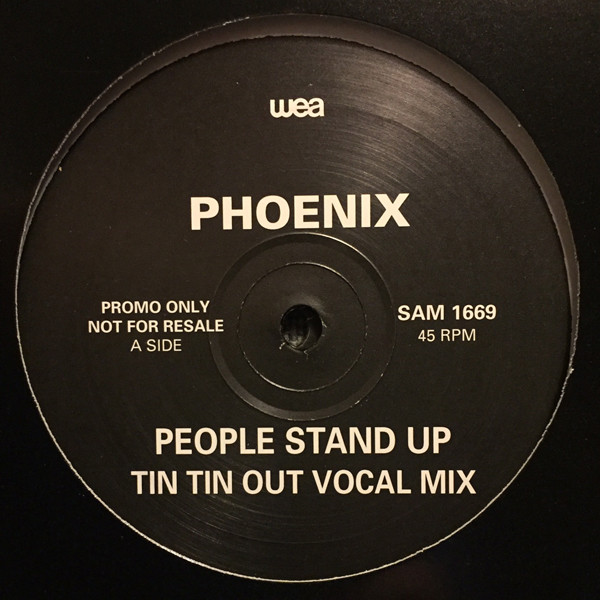 wea
PHOENIX
PROMO ONLY
NOT FOR RESALE
A SIDE
SAM 1669
45 RPM
PEOPLE STAND UP
TIN TIN OUT VOCAL MIX